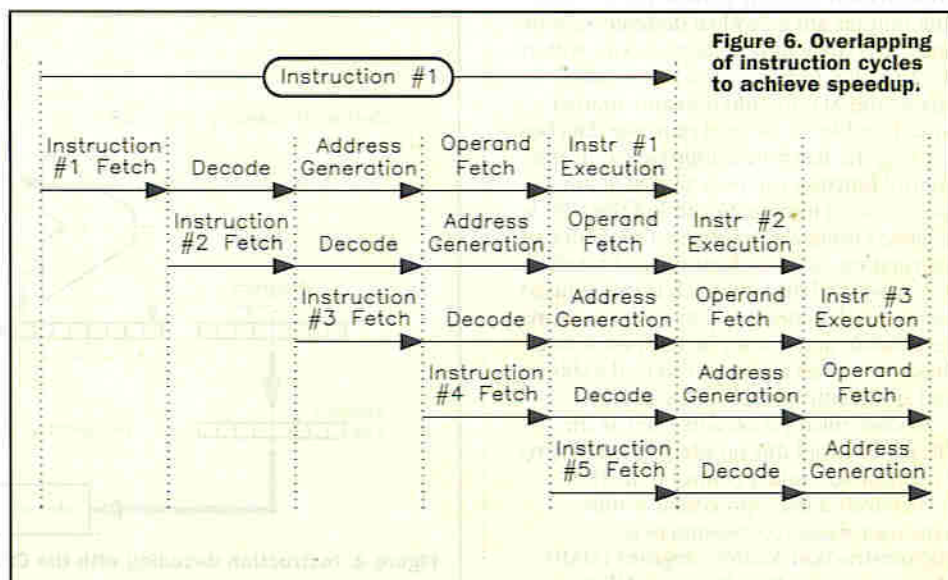 Figure 6. Overlapping
of instruction cycles
to achieve speedup.
Instruction #1
Instruction
#1 Fetch
Decode
Address
Generation
Operand
Fetch
Instr #1
Execution
Instruction
#2 Fetch
Decode
Address
Generation
Operand
Fetch
Instr #2
Execution
Instruction
#3 Fetch
Decode
Address
Generation
Operand
Fetch
Instr #3
Execution
Instruction
#4 Fetch
Decode
Address
Generation
Operand
Fetch
Instruction
#5 Fetch
Decode
Address
Generation